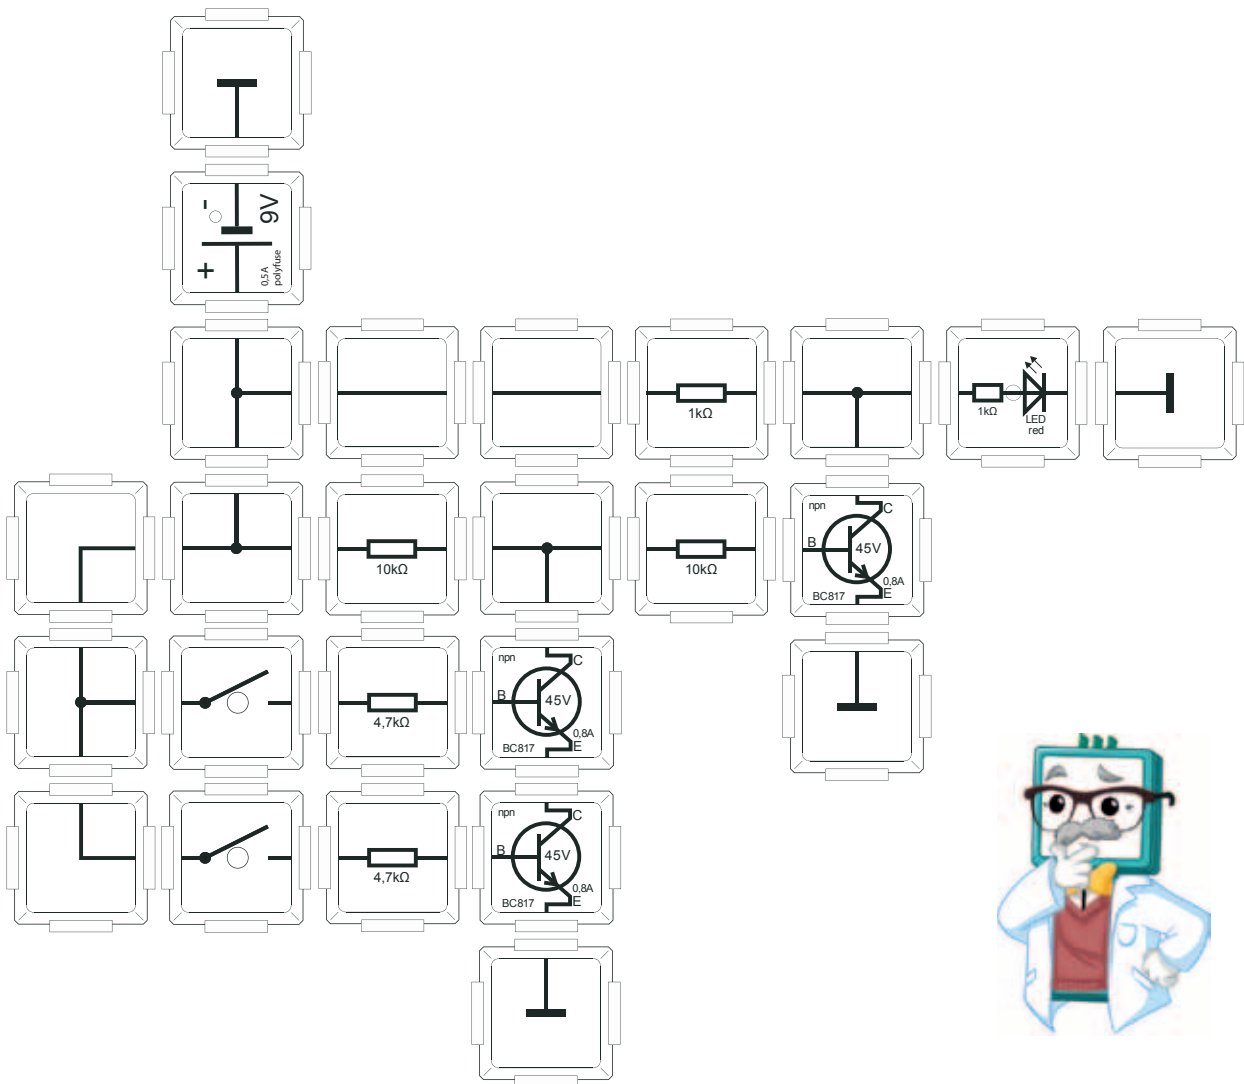 -
9V
+
0,5A
polyfuse
1kΩ
1kΩ
LED
red
10kΩ
10kΩ
npn
C
B
45V
0,8A
BC817
E
4,7kΩ
npn
C
B
45V
0,8A
BC817
E
4,7kΩ
npn
C
B
45V
0,8A
BC817
E